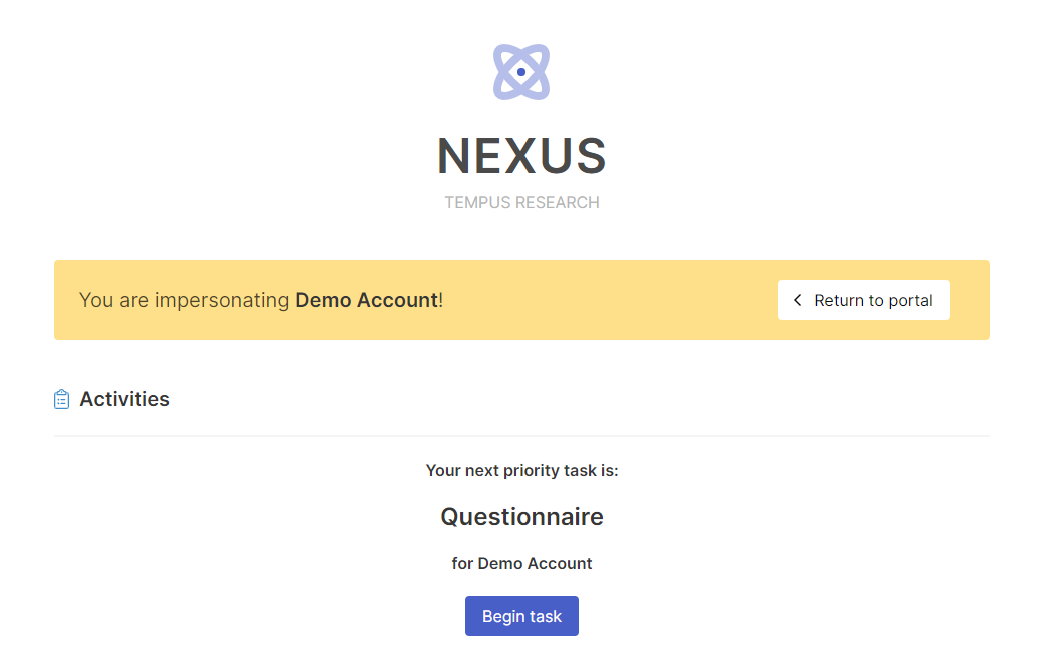 NEXUS
TEMPUS RESEARCH
You are impersonating Demo Account!
Return to portal
Activities
Your next priority task is:
Questionnaire
for Demo Account
Begin task